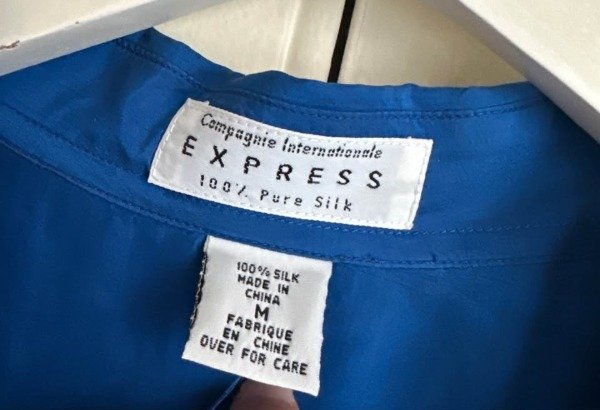 Compagnie Internationale
EXPRESS
100% Pure Silk
100% SILK
MADE IN
CHINA
M
FABRIQUE
EN CHINE
OVER FOR CARE